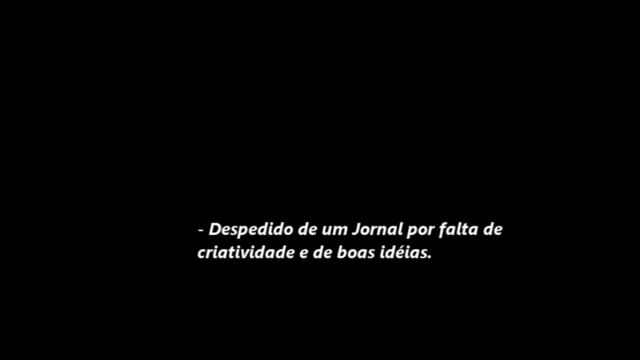 - Despedido de um Jornal por falta de
criatividade e de boas idéias.